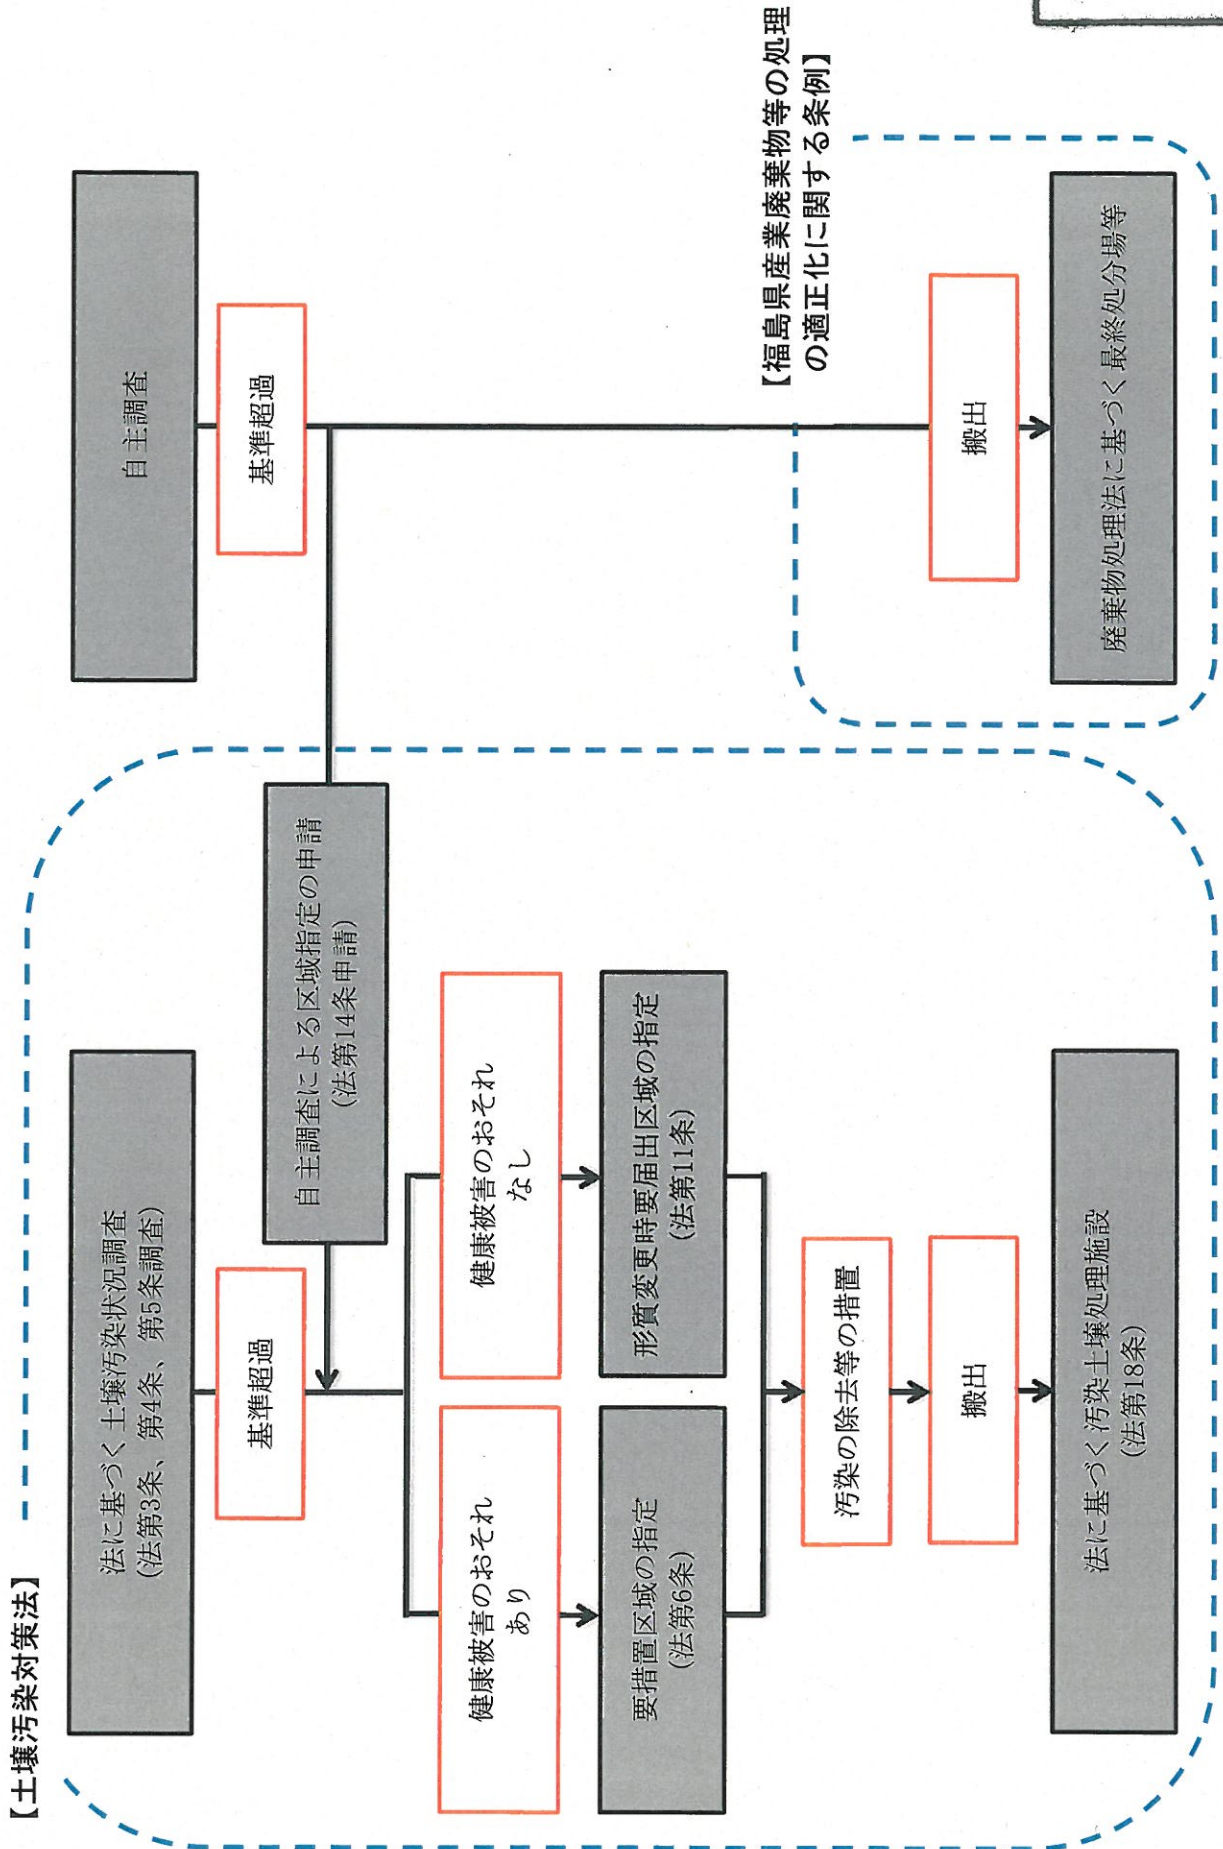 【土壌汚染対策法】
法に基づく土壌汚染状況調査
(法第3条、第4条、第5条調査)
基準超過
自主調査
基準超過
自主調査による区域指定の申請
(法第14条申請)
健康被害のおそれ
あり
健康被害のおそれ
なし
要措置区域の指定
(法第6条)
形質変更時要届出区域の指定
(法第11条)
汚染の除去等の措置
搬出
法に基づく汚染土壌処理施設
(法第18条)
【福島県産業廃棄物等の処理
の適正化に関する条例】
搬出
廃棄物処理法に基づく最終処分場等